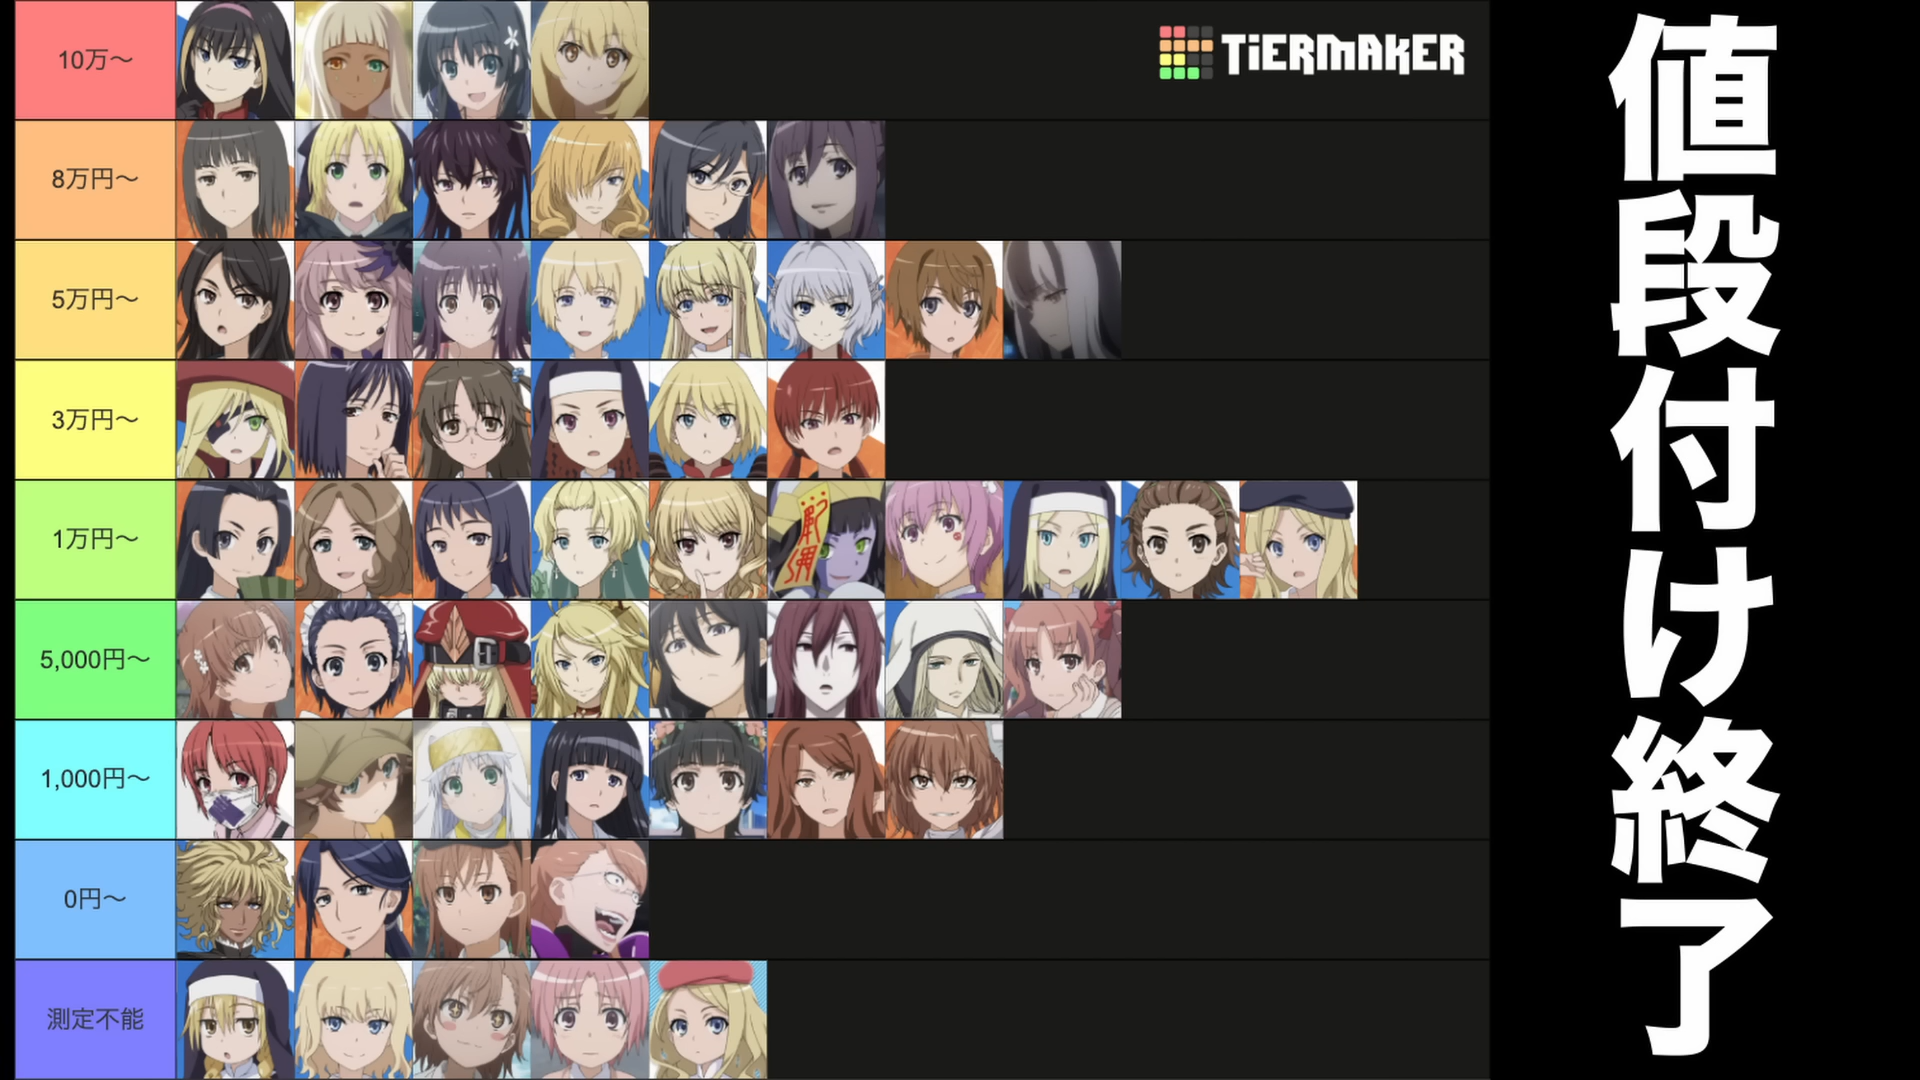 10万〜
TiERMAKER
8万円〜
5万円〜
3万円〜
1万円〜
5,000円〜
1,000円〜
0円〜
測定不能
値段付け終了